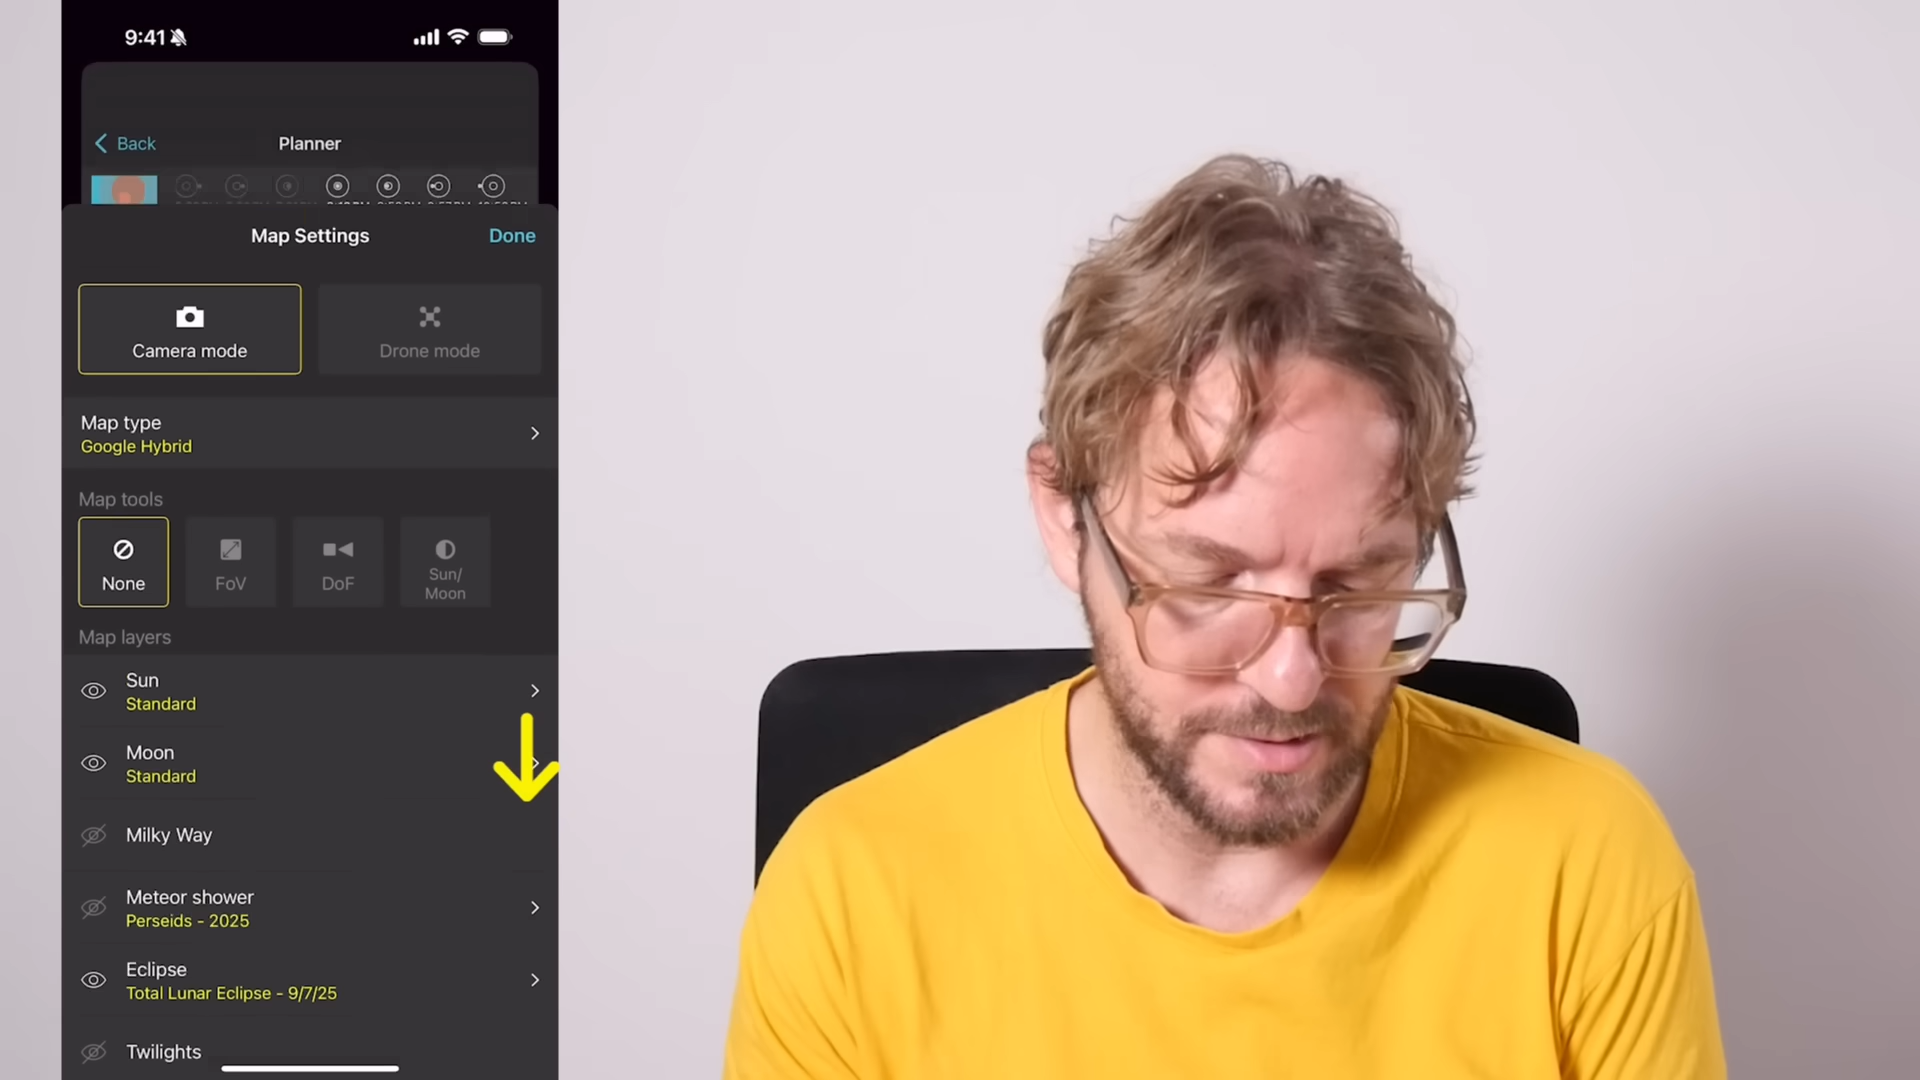 9:41
Back
Planner
Map Settings
Done
Camera mode
Drone mode
Map type
Google Hybrid
Map tools
None
FoV
DoF
Sun/
Moon
Map layers
Sun
Standard
Moon
Standard
Milky Way
Meteor shower
Perseids - 2025
Eclipse
Total Lunar Eclipse - 9/7/25
Twilights